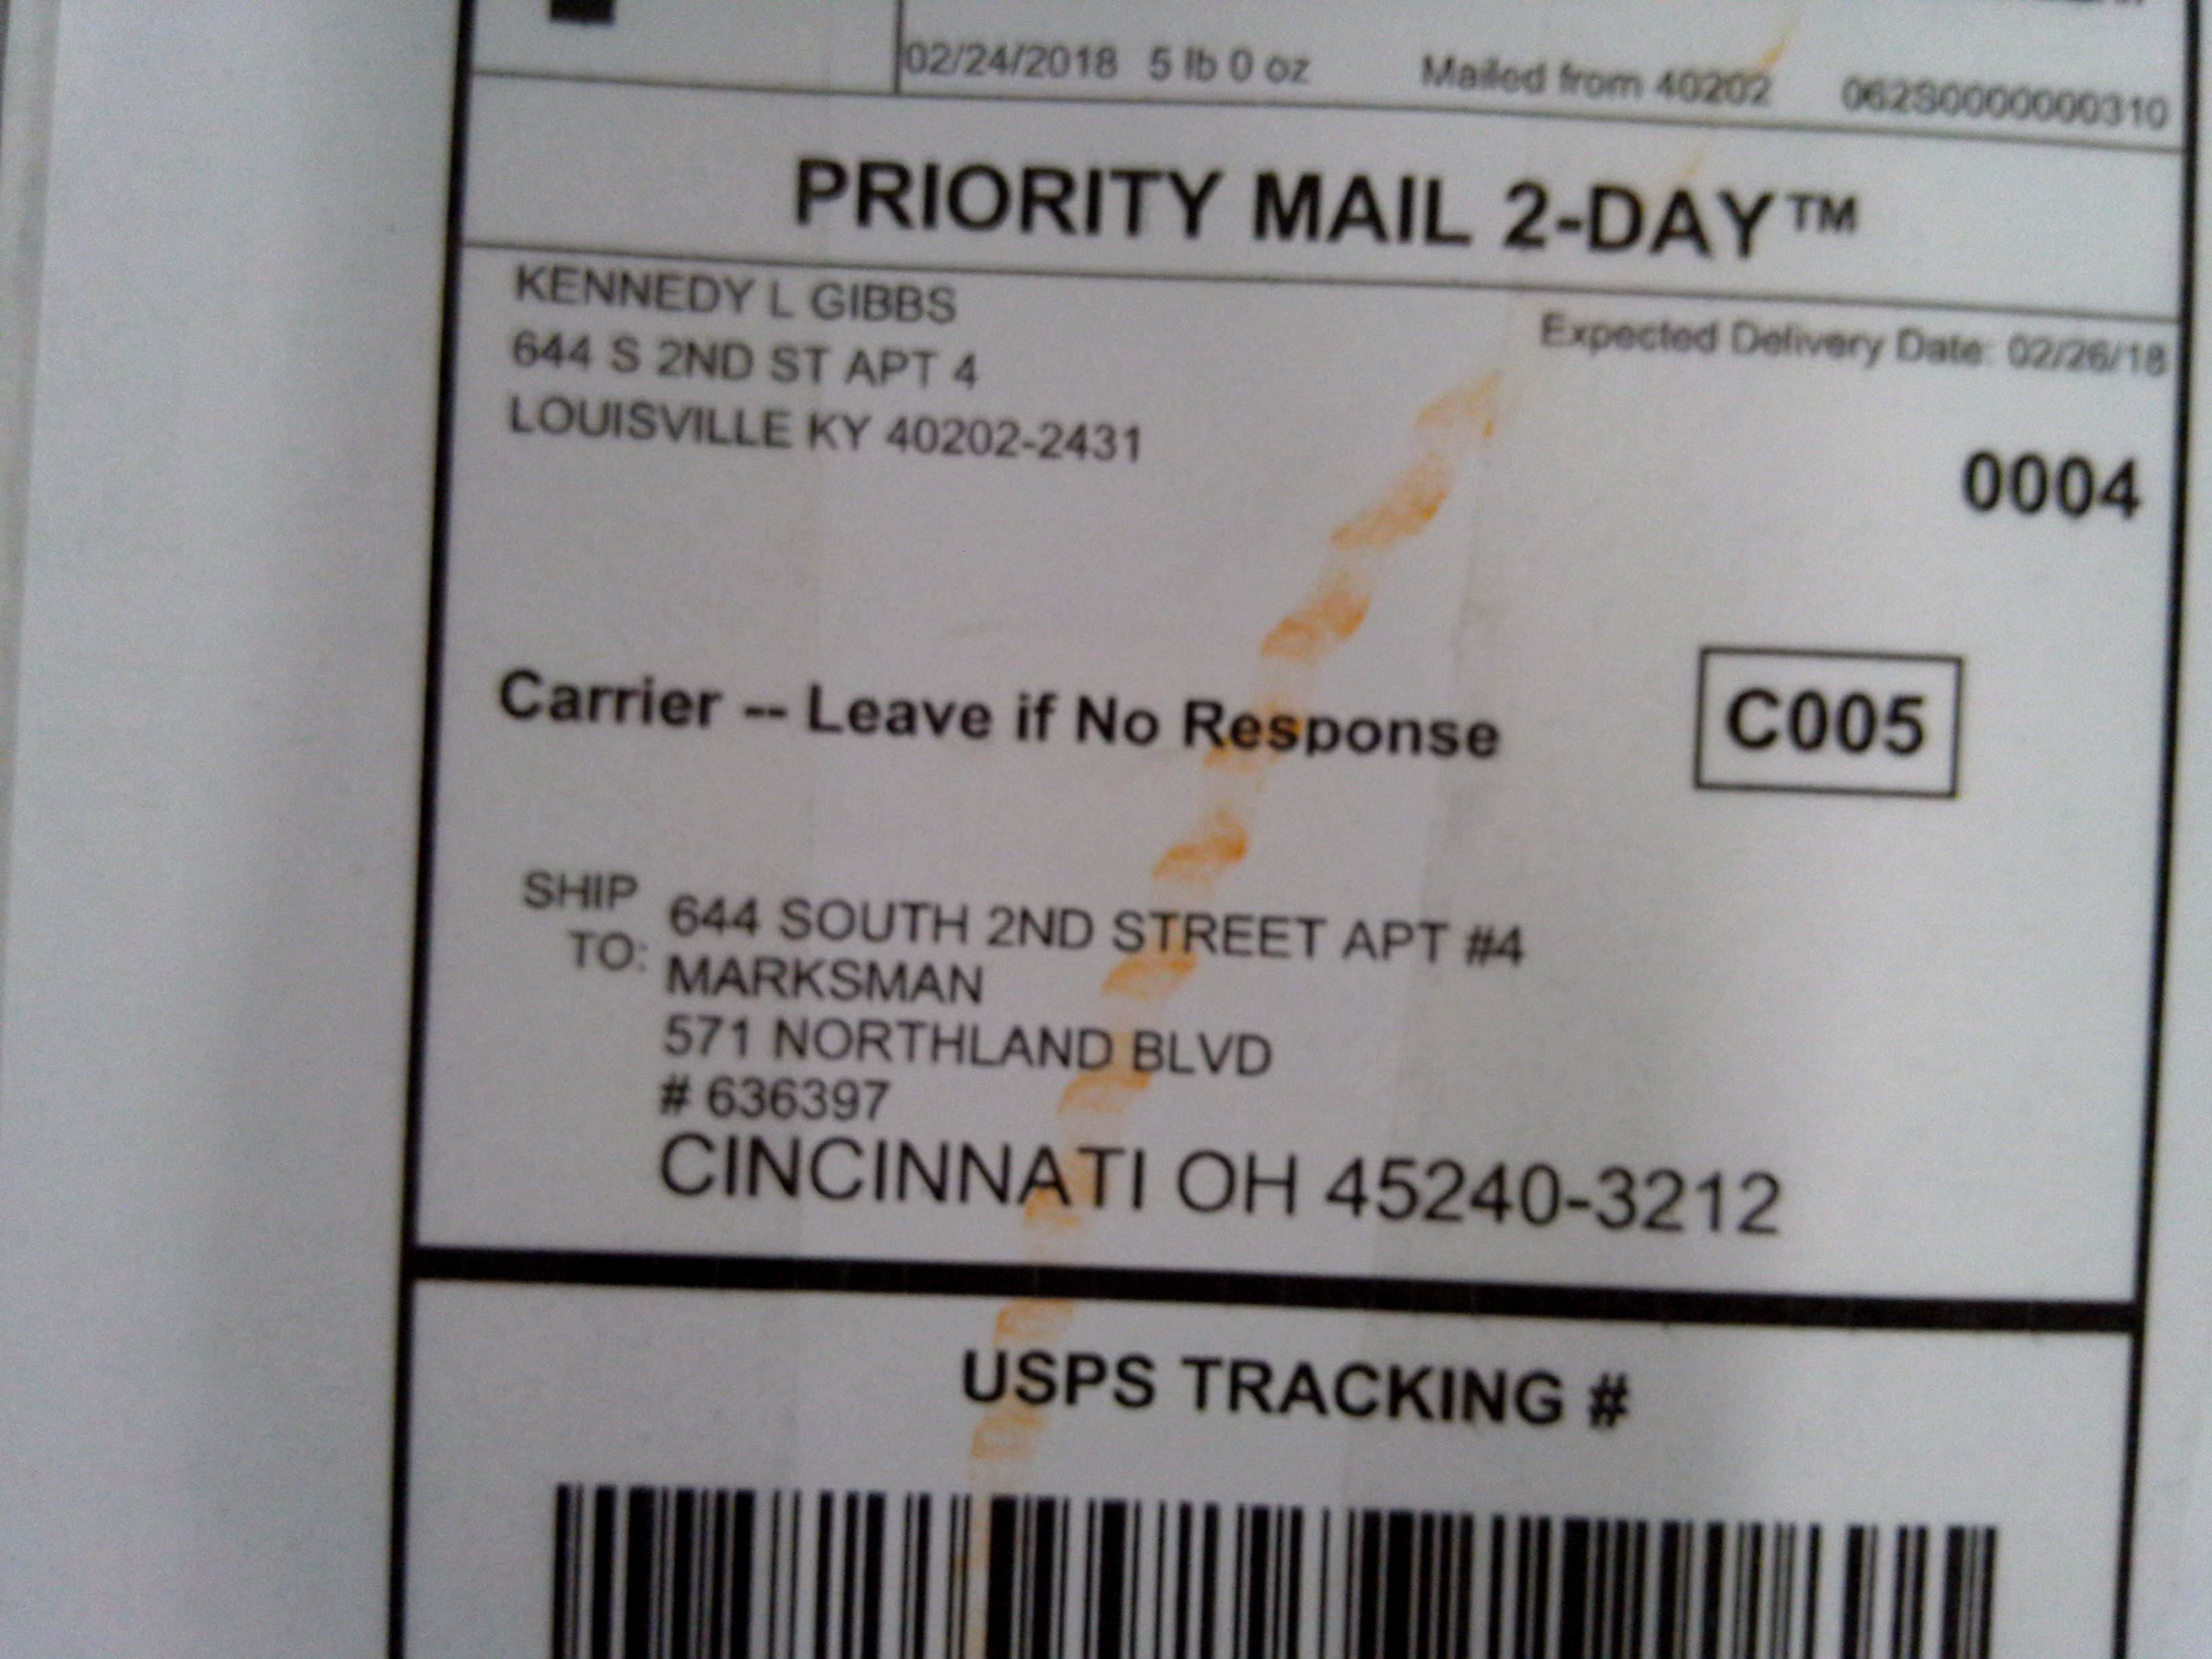 02/24/2018 5 lb 0 oz Mailed from 40202 062S0000000310
PRIORITY MAIL 2-DAY™
KENNEDY L GIBBS
644 S 2ND ST APT 4
LOUISVILLE KY 40202-2431
Expected Delivery Date: 02/26/18
0004
Carrier -- Leave if No Response
C005
SHIP TO:
644 SOUTH 2ND STREET APT #4
MARKSMAN
571 NORTHLAND BLVD
# 636397
CINCINNATI OH 45240-3212
USPS TRACKING #